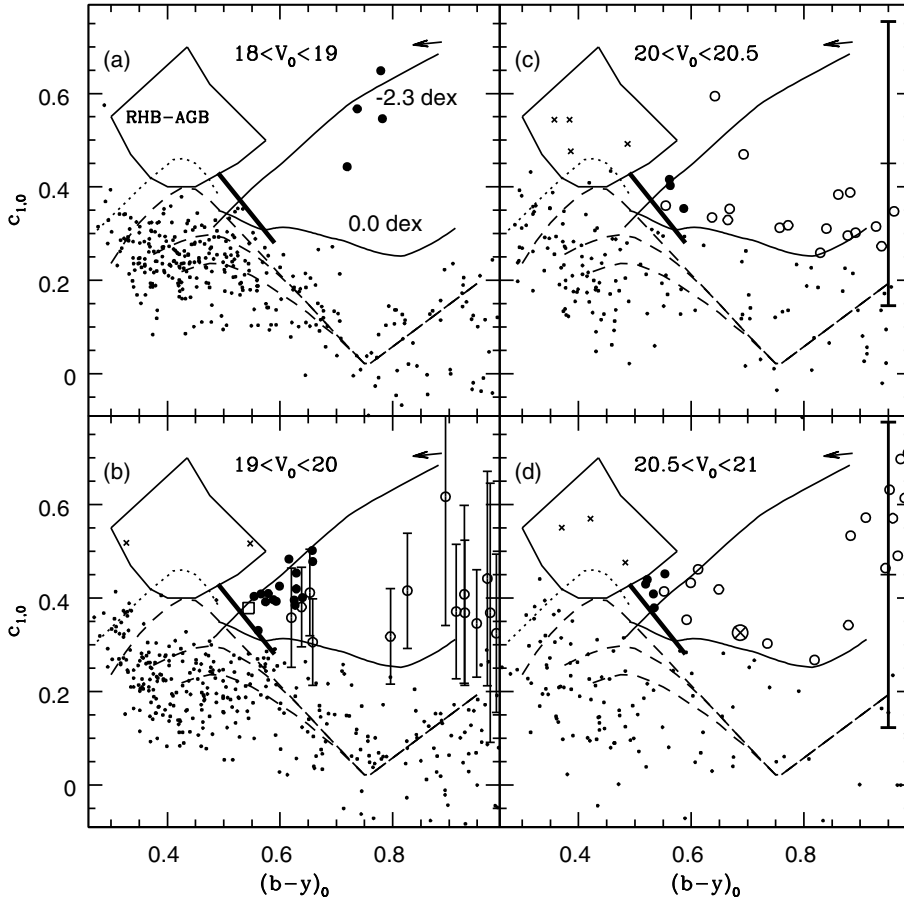 (a) 18<V₀<19
RHB-AGB
-2.3 dex
0.0 dex
(c) 20<V₀<20.5
0.6
0.4
0.2
0
c₁,₀
(b) 19<V₀<20
(d) 20.5<V₀<21
0.6
0.4
0.2
0
c₁,₀
0.4 0.6 0.8
0.4 0.6 0.8
(b−y)₀
(b−y)₀